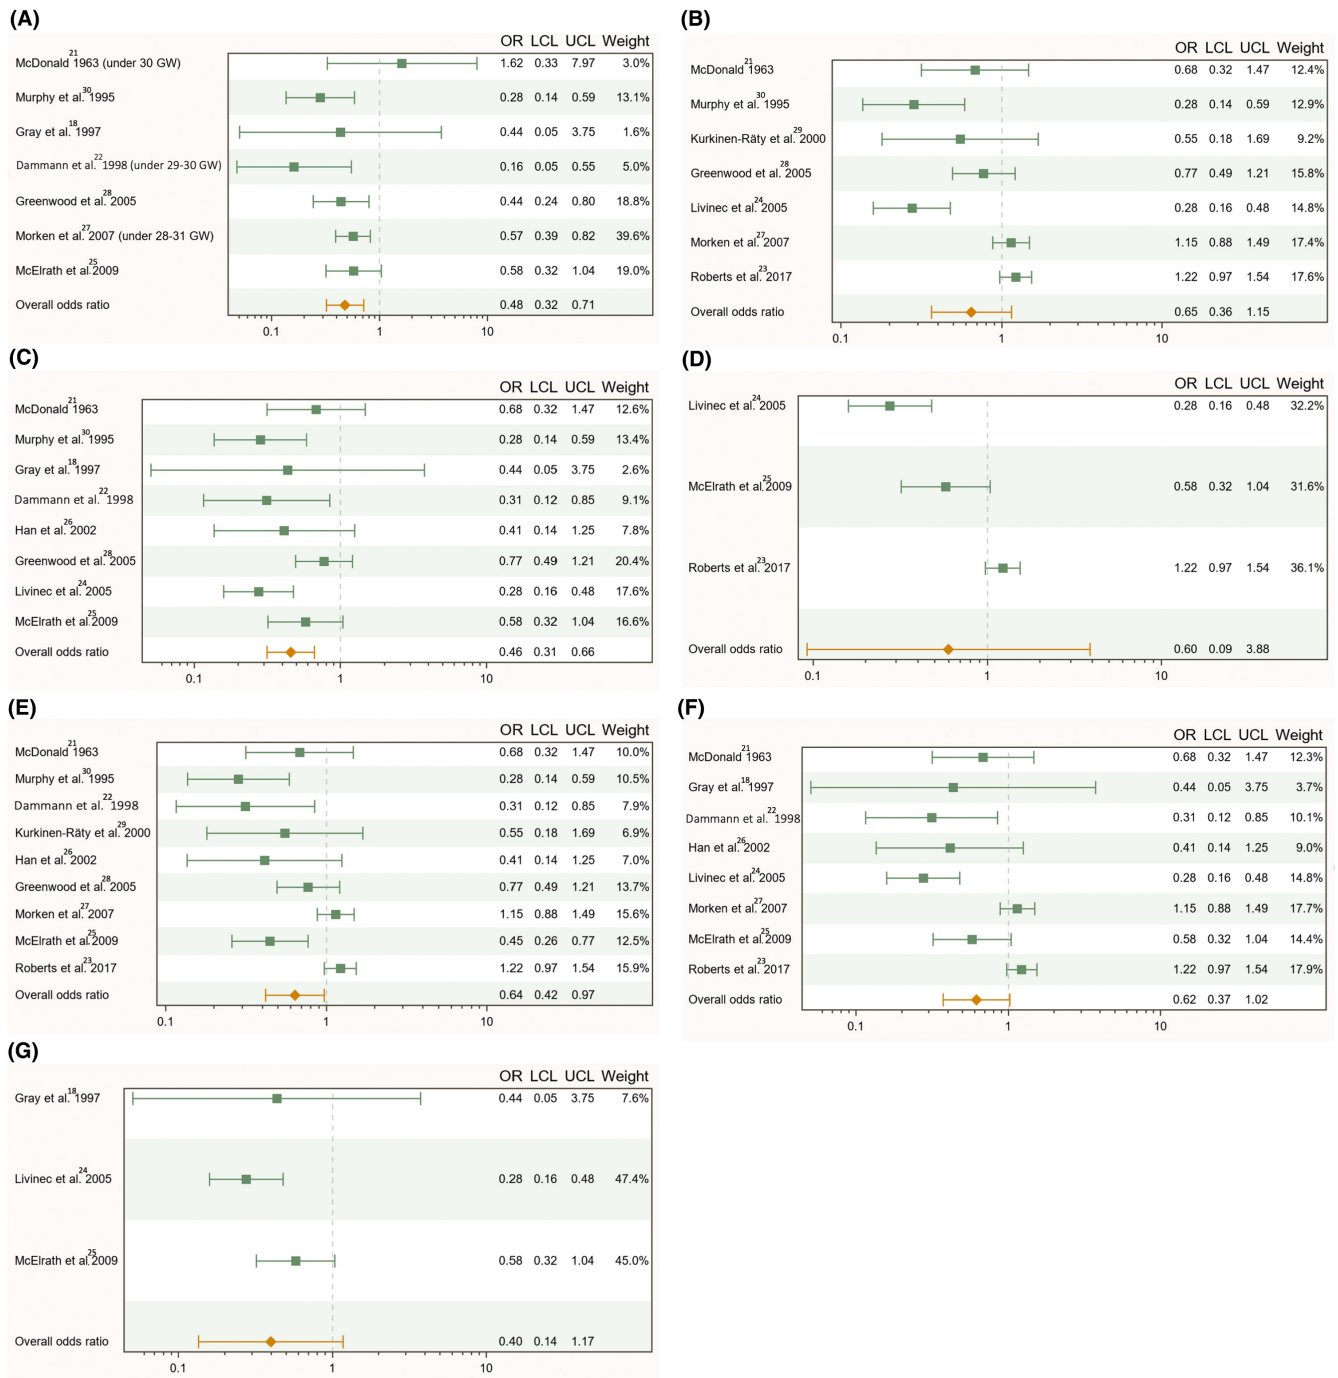 (A)
OR LCL UCL Weight
McDonald 21 1963 (under 30 GW) 1.62 0.33 7.97 3.0%
Murphy et al. 30 1995 0.28 0.14 0.59 13.1%
Gray et al. 18 1997 0.44 0.05 3.75 1.6%
Dammann et al. 22 1998 (under 29-30 GW) 0.16 0.05 0.55 5.0%
Greenwood et al. 28 2005 0.44 0.24 0.80 18.8%
Morken et al. 27 2007 (under 28-31 GW) 0.57 0.39 0.82 39.6%
McElrath et al. 25 2009 0.58 0.32 1.04 19.0%
Overall odds ratio 0.48 0.32 0.71
0.1 1 10
(B)
OR LCL UCL Weight
McDonald 21 1963 0.68 0.32 1.47 12.4%
Murphy et al. 30 1995 0.28 0.14 0.59 12.9%
Kurkinen-Räty et al. 29 2000 0.55 0.18 1.69 9.2%
Greenwood et al. 28 2005 0.77 0.49 1.21 15.8%
Livinec et al. 24 2005 0.28 0.16 0.48 14.8%
Morken et al. 27 2007 1.15 0.88 1.49 17.4%
Roberts et al. 23 2017 1.22 0.97 1.54 17.6%
Overall odds ratio 0.65 0.36 1.15
0.1 1 10
(C)
OR LCL UCL Weight
McDonald 21 1963 0.68 0.32 1.47 12.6%
Murphy et al. 30 1995 0.28 0.14 0.59 13.4%
Gray et al. 18 1997 0.44 0.05 3.75 2.6%
Dammann et al. 22 1998 0.31 0.12 0.85 9.1%
Han et al. 26 2002 0.41 0.14 1.25 7.8%
Greenwood et al. 28 2005 0.77 0.49 1.21 20.4%
Livinec et al. 24 2005 0.28 0.16 0.48 17.6%
McElrath et al. 25 2009 0.58 0.32 1.04 16.6%
Overall odds ratio 0.46 0.31 0.66
0.1 1 10
(D)
OR LCL UCL Weight
Livinec et al. 24 2005 0.28 0.16 0.48 32.2%
McElrath et al. 25 2009 0.58 0.32 1.04 31.6%
Roberts et al. 23 2017 1.22 0.97 1.54 36.1%
Overall odds ratio 0.60 0.09 3.88
0.1 1 10
(E)
OR LCL UCL Weight
McDonald 21 1963 0.68 0.32 1.47 10.0%
Murphy et al. 30 1995 0.28 0.14 0.59 10.5%
Dammann et al. 22 1998 0.31 0.12 0.85 7.9%
Kurkinen-Räty et al. 29 2000 0.55 0.18 1.69 6.9%
Han et al. 26 2002 0.41 0.14 1.25 7.0%
Greenwood et al. 28 2005 0.77 0.49 1.21 13.7%
Morken et al. 27 2007 1.15 0.88 1.49 15.6%
McElrath et al. 25 2009 0.45 0.26 0.77 12.5%
Roberts et al. 23 2017 1.22 0.97 1.54 15.9%
Overall odds ratio 0.64 0.42 0.97
0.1 1 10
(F)
OR LCL UCL Weight
McDonald 21 1963 0.68 0.32 1.47 12.3%
Gray et al. 18 1997 0.44 0.05 3.75 3.7%
Dammann et al. 22 1998 0.31 0.12 0.85 10.1%
Han et al. 26 2002 0.41 0.14 1.25 9.0%
Livinec et al. 24 2005 0.28 0.16 0.48 14.8%
Morken et al. 27 2007 1.15 0.88 1.49 17.7%
McElrath et al. 25 2009 0.58 0.32 1.04 14.4%
Roberts et al. 23 2017 1.22 0.97 1.54 17.9%
Overall odds ratio 0.62 0.37 1.02
0.1 1 10
(G)
OR LCL UCL Weight
Gray et al. 18 1997 0.44 0.05 3.75 7.6%
Livinec et al. 24 2005 0.28 0.16 0.48 47.4%
McElrath et al. 25 2009 0.58 0.32 1.04 45.0%
Overall odds ratio 0.40 0.14 1.17
0.1 1 10